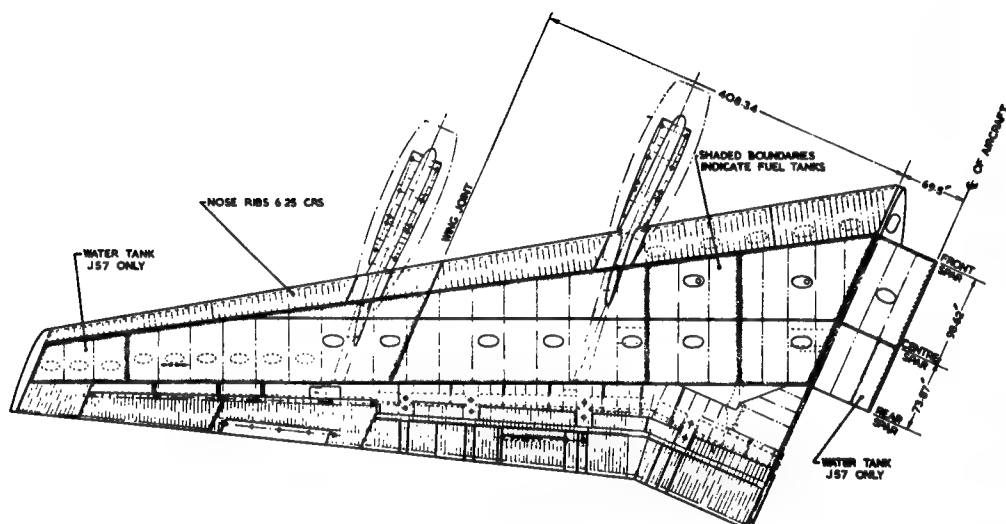 408·34
℄ OF AIRCRAFT
SHADED BOUNDARIES
INDICATE FUEL TANKS
69.5"
NOSE RIBS 6·25 CRS
WING JOINT
WATER TANK
J57 ONLY
FRONT
SPAR
CENTRE
SPAR
REAR
SPAR
WATER TANK
J57 ONLY